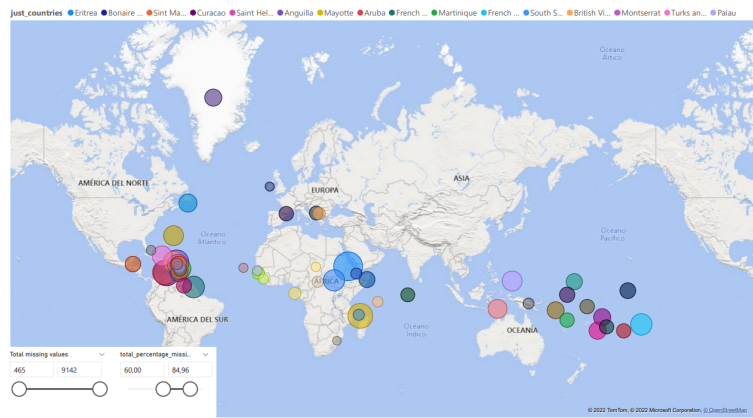 just_countries Eritrea Bonaire ... Sint Ma... Curacao Saint Hel... Anguilla Mayotte Aruba French ... Martinique French ... South S... British Vi... Montserrat Turks an... Palau
Océano
Ártico
AMÉRICA DEL NORTE
EUROPA
ASIA
Océano
Atlántico
Océano
Pacífico
ÁFRICA
AMÉRICA DEL SUR
Océano
Índico
OCEANÍA
Total missing values
465 9142
total_percentage_missi...
60,00 84,96
© 2022 TomTom, © 2022 Microsoft Corporation, © OpenStreetMap